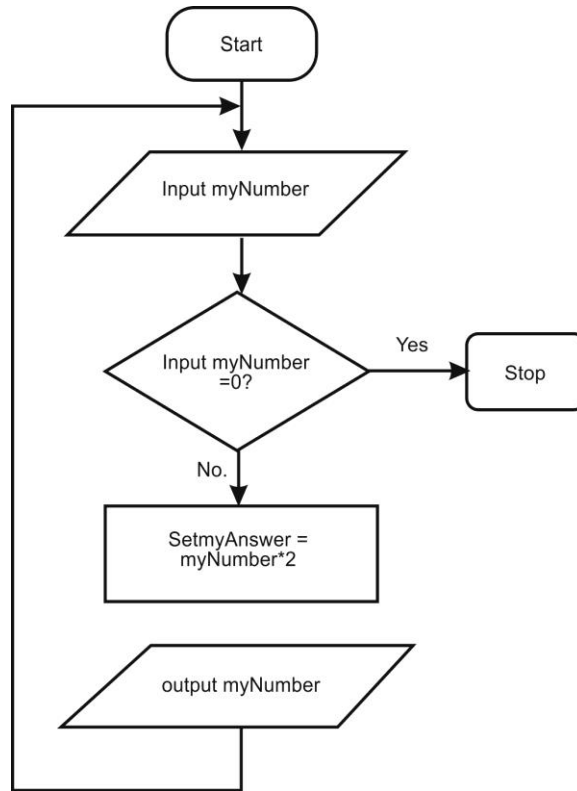 Start
Input myNumber
Input myNumber
=0?
Yes
Stop
No.
SetmyAnswer =
myNumber*2
output myNumber